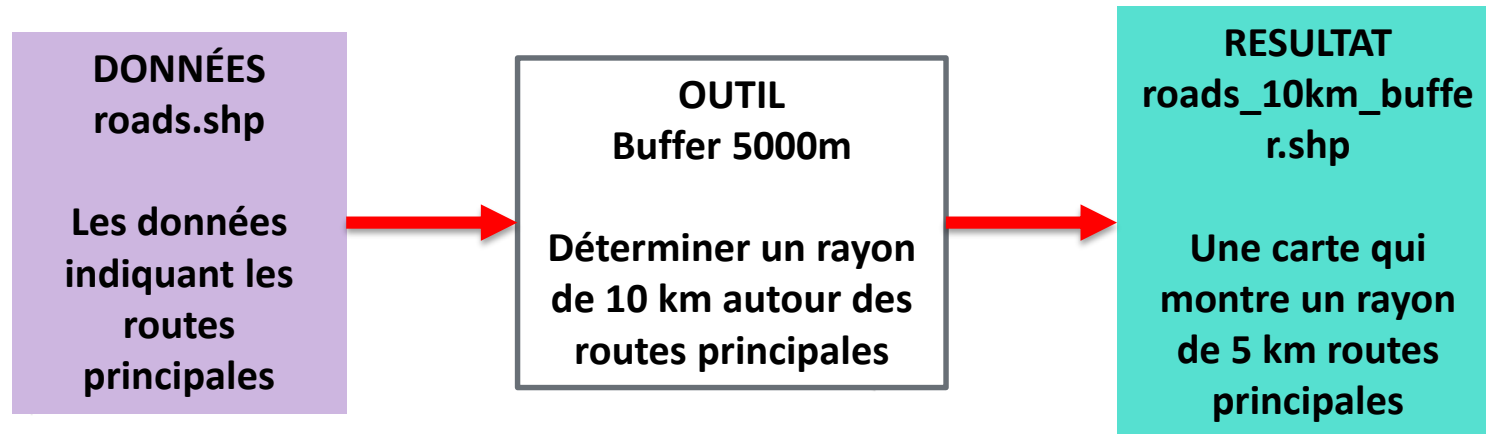 DONNÉES
roads.shp
Les données
indiquant les
routes
principales
OUTIL
Buffer 5000m
Déterminer un rayon
de 10 km autour des
routes principales
RESULTAT
roads_10km_buffe
r.shp
Une carte qui
montre un rayon
de 5 km routes
principales